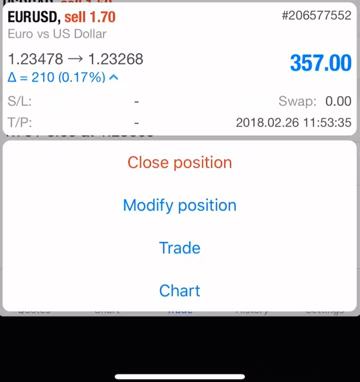 EURUSD, sell 1.70
#206577552
Euro vs US Dollar
1.23478 → 1.23268
357.00
Δ = 210 (0.17%)
S/L: -
Swap: 0.00
T/P: -
2018.02.26 11:53:35
Close position
Modify position
Trade
Chart